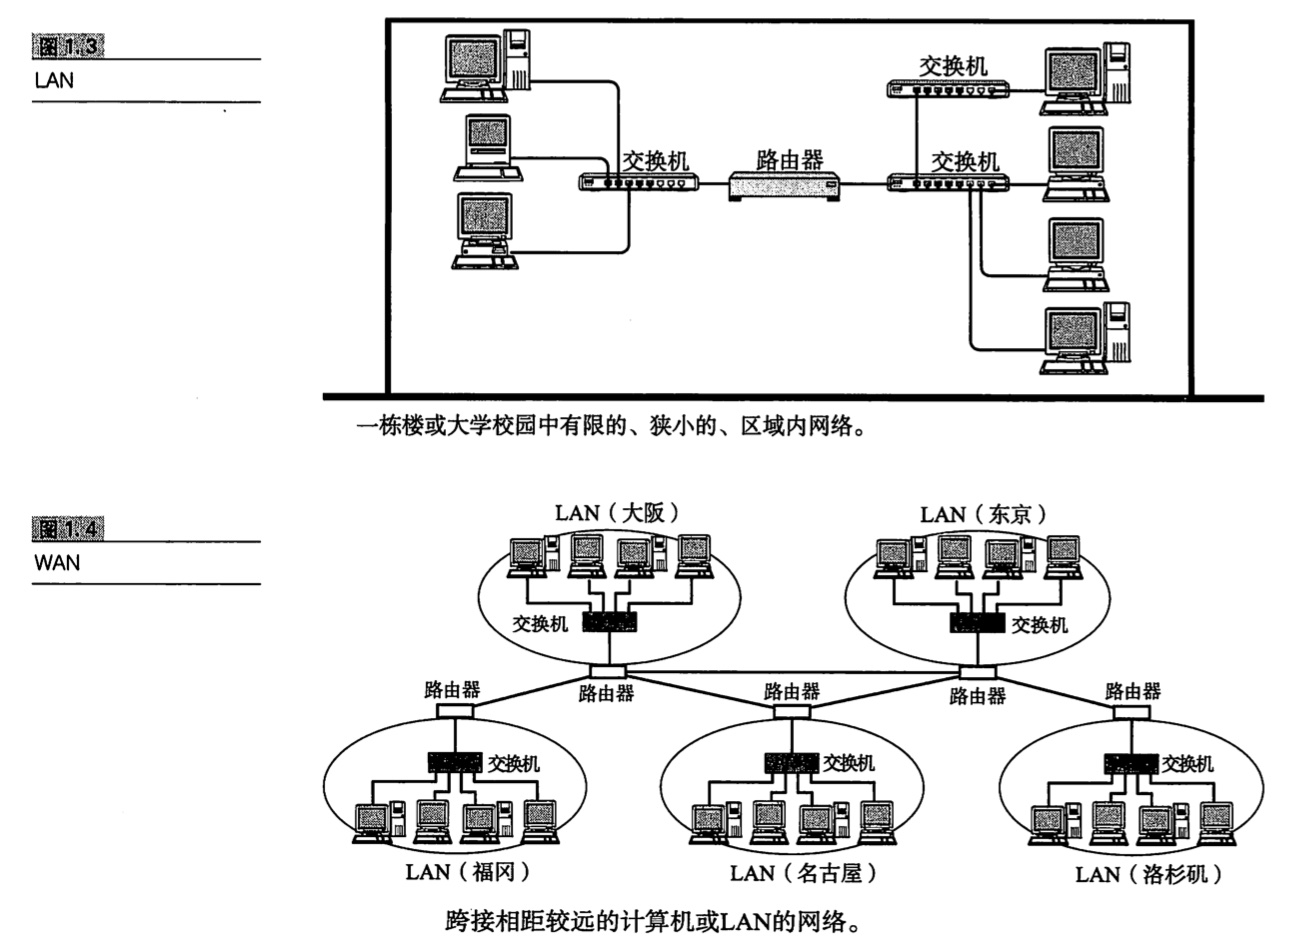 图 1.3
LAN
交换机
交换机
路由器
交换机
一栋楼或大学校园中有限的、狭小的、区域内网络。
图 1.4
WAN
LAN（大阪）
LAN（东京）
交换机
交换机
路由器
路由器
路由器
路由器
路由器
交换机
交换机
交换机
LAN（福冈）
LAN（名古屋）
LAN（洛杉矶）
跨接相距较远的计算机或LAN的网络。